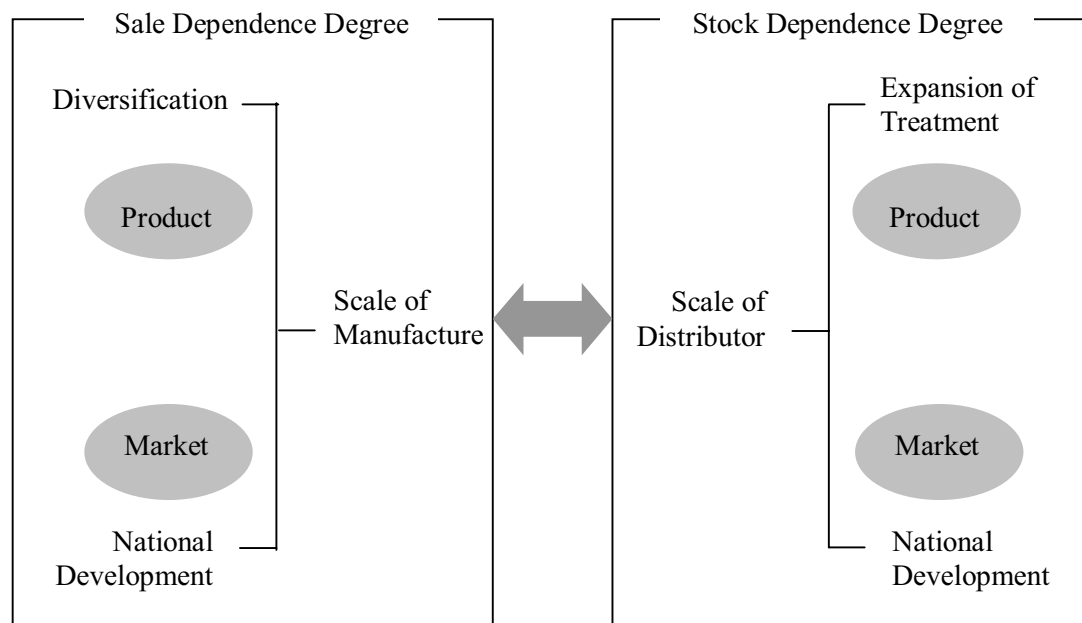 Sale Dependence Degree
Diversification
Product
Scale of
Manufacture
Market
National
Development
Stock Dependence Degree
Expansion of
Treatment
Product
Scale of
Distributor
Market
National
Development